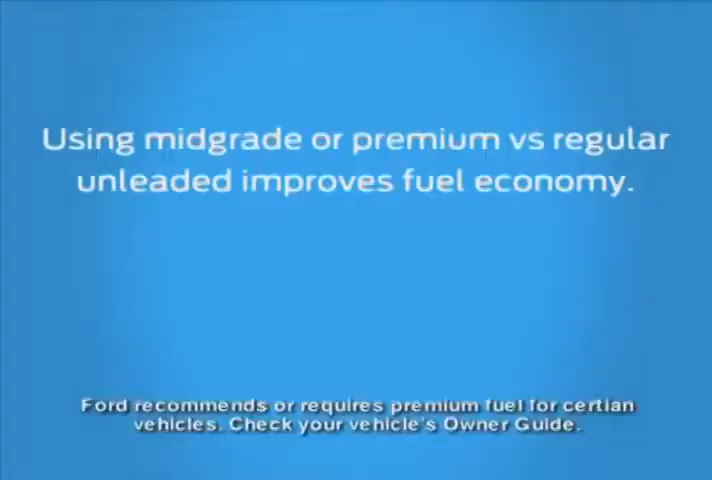 Using midgrade or premium vs regular
unleaded improves fuel economy.
Ford recommends or requires premium fuel for certian
vehicles. Check your vehicle's Owner Guide.